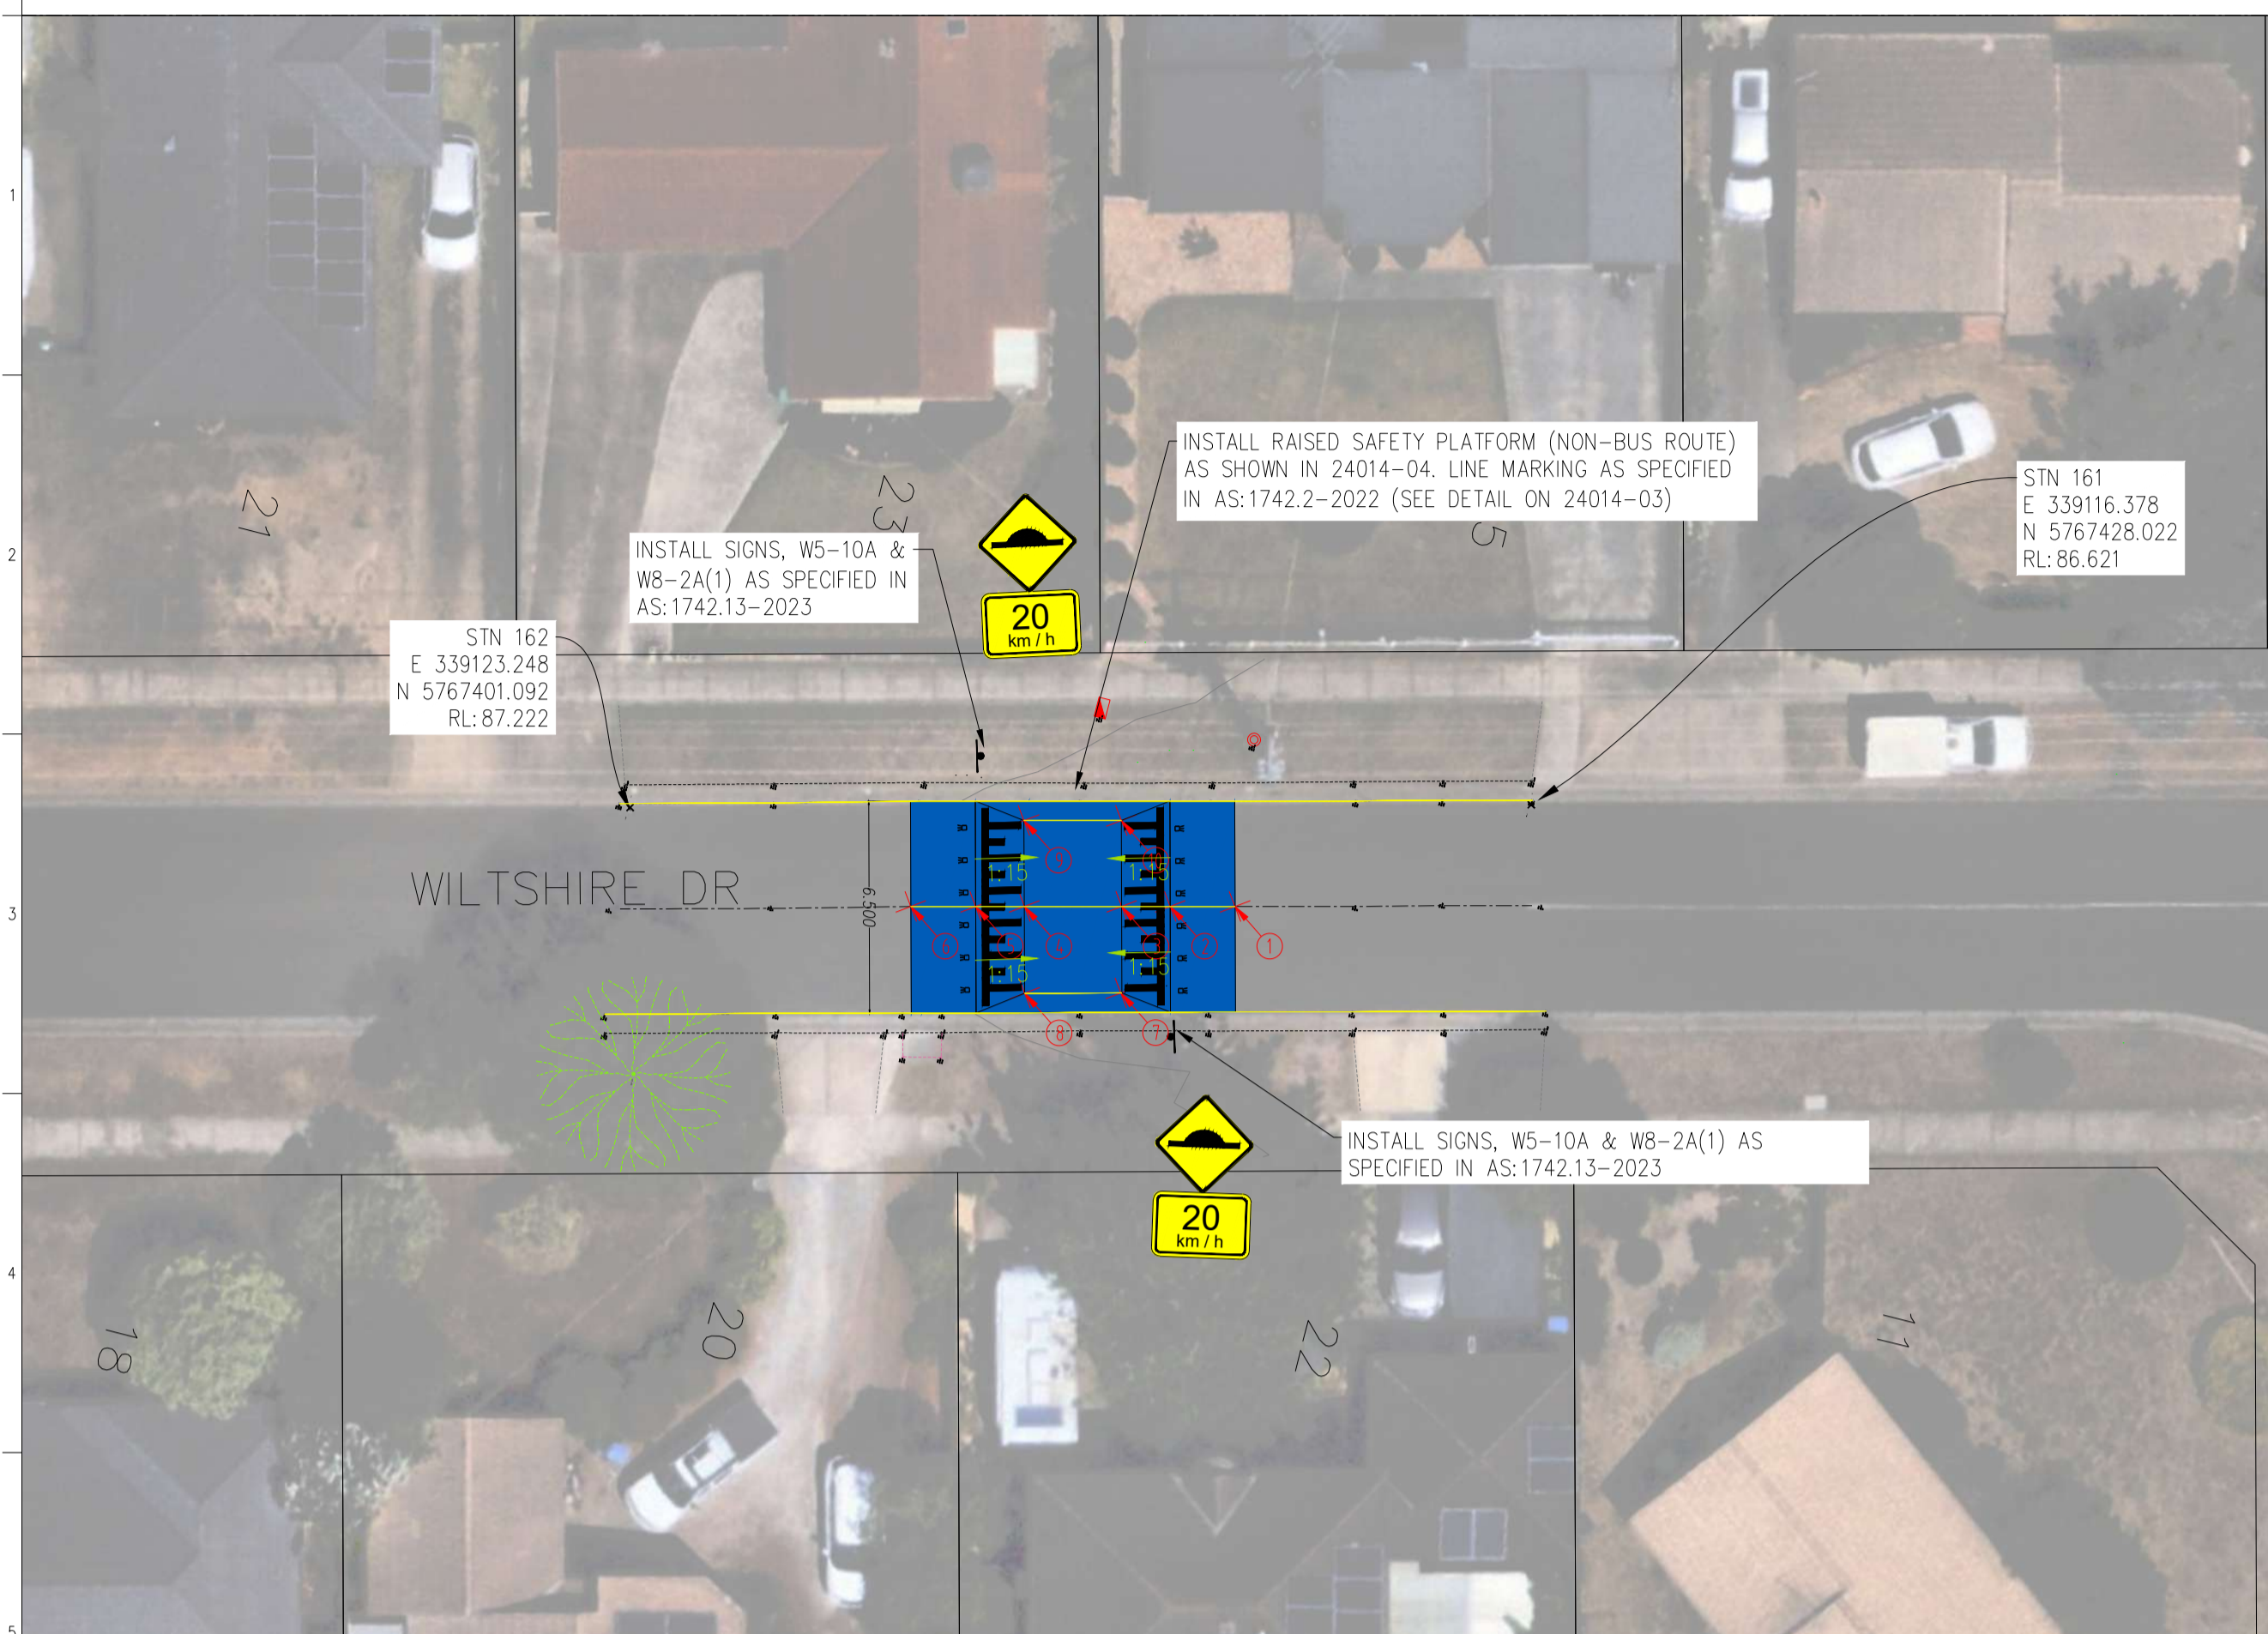 1
21
23
5
INSTALL RAISED SAFETY PLATFORM (NON-BUS ROUTE)
AS SHOWN IN 24014-04. LINE MARKING AS SPECIFIED
IN AS:1742.2-2022 (SEE DETAIL ON 24014-03)
STN 161
E 339116.378
N 5767428.022
RL:86.621
2
INSTALL SIGNS, W5-10A &
W8-2A(1) AS SPECIFIED IN
AS:1742.13-2023
20
km / h
STN 162
E 339123.248
N 5767401.092
RL:87.222
WILTSHIRE DR
6.500
3
1:15
1:15
9
10
6
5
4
3
2
1
1:15
1:15
8
7
INSTALL SIGNS, W5-10A & W8-2A(1) AS
SPECIFIED IN AS:1742.13-2023
20
km / h
4
18
20
22
11
5